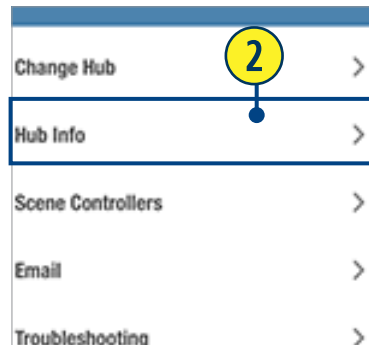 Change Hub
2
Hub Info
Scene Controllers
Email
Troubleshooting